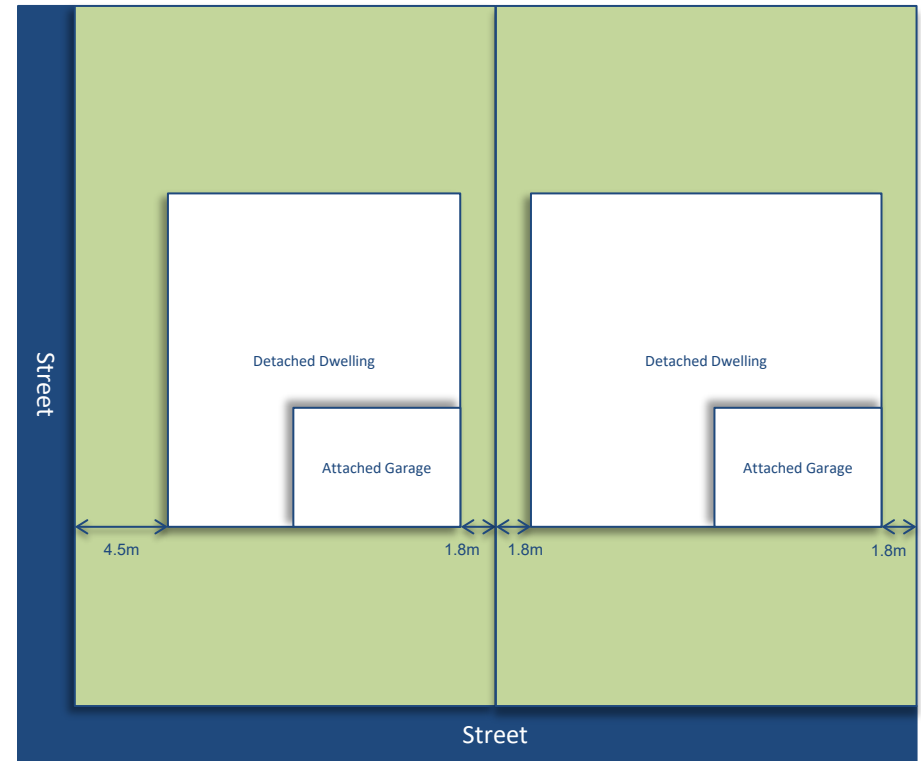 Street
Detached Dwelling
Detached Dwelling
Attached Garage
Attached Garage
4.5m
1.8m
1.8m
1.8m
Street